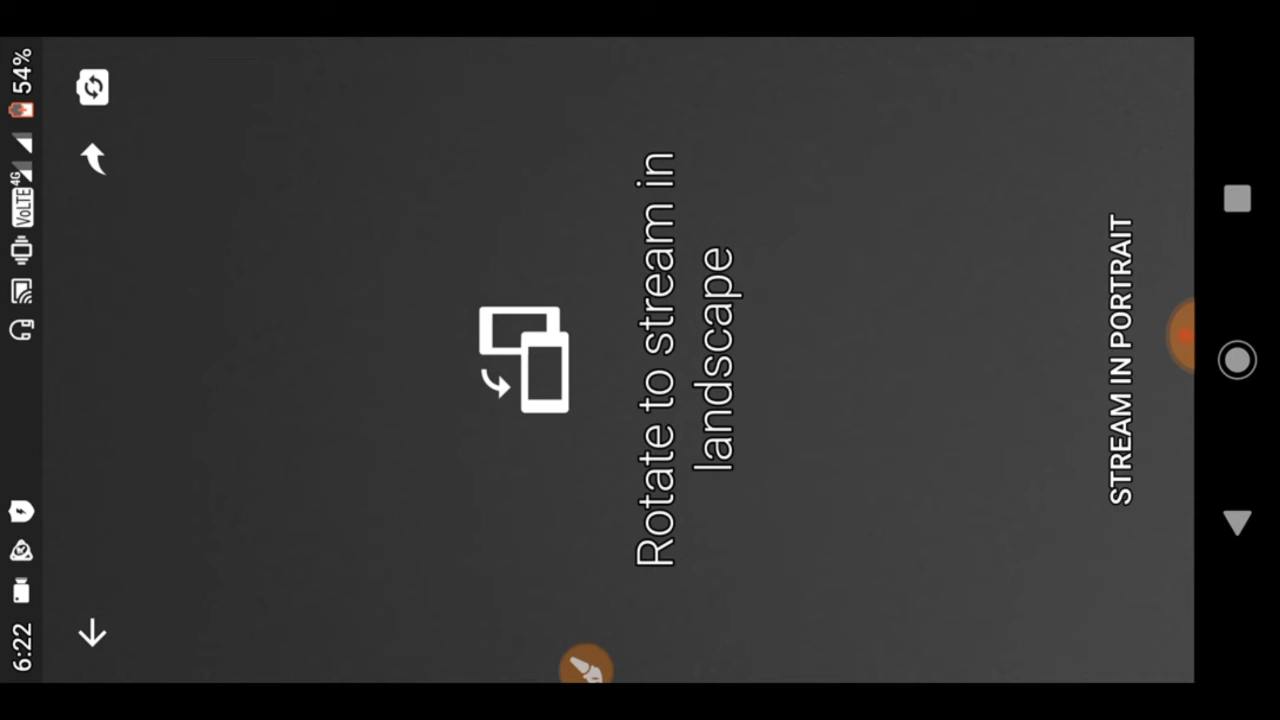 6:22
4G
VoLTE
54%
Rotate to stream in
landscape
STREAM IN PORTRAIT